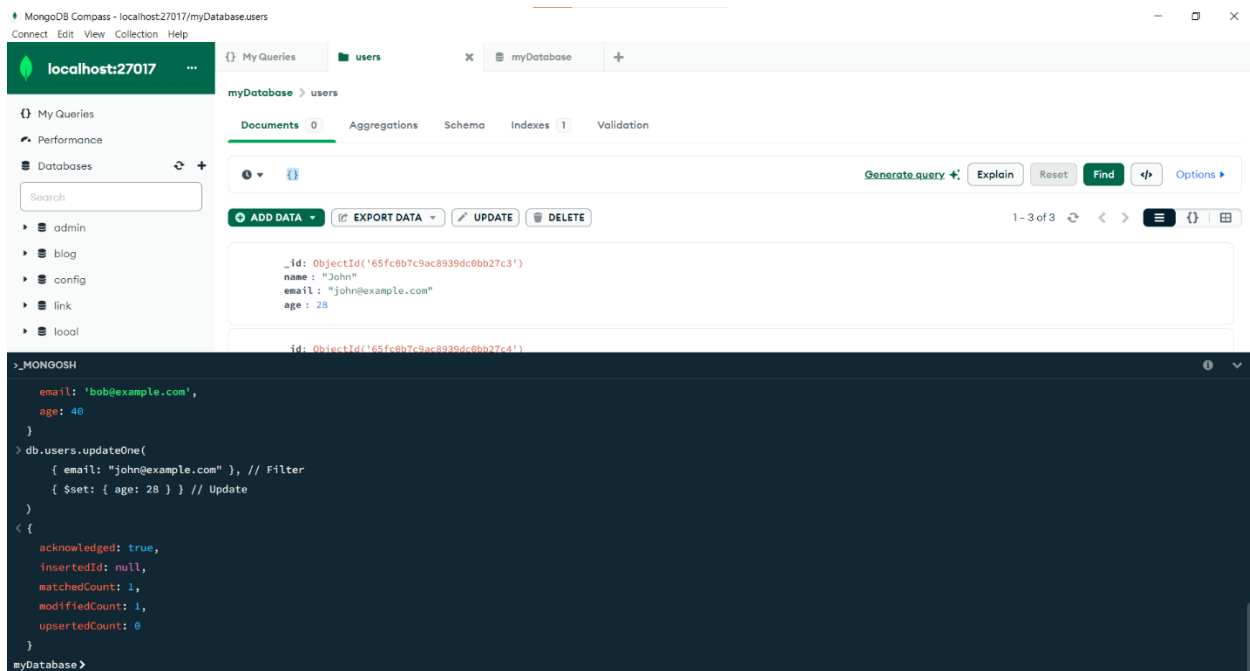 MongoDB Compass - localhost:27017/myDatabase.users
Connect Edit View Collection Help
localhost:27017 ...
{} My Queries
users
myDatabase
myDatabase > users
{} My Queries
Performance
Databases
Search
admin
blog
config
link
local
Documents 0 Aggregations Schema Indexes 1 Validation
{}
Generate query Explain Reset Find </> Options
ADD DATA EXPORT DATA UPDATE DELETE
1 – 3 of 3 {}
_id: ObjectId('65fc0b7c9ac8939dc0bb27c3')
name : "John"
email : "john@example.com"
age : 28
_id: ObjectId('65fc0b7c9ac8939dc0bb27c4')
>_MONGOSH
email: 'bob@example.com',
age: 40
}
> db.users.updateOne(
{ email: "john@example.com" }, // Filter
{ $set: { age: 28 } } // Update
)
< {
acknowledged: true,
insertedId: null,
matchedCount: 1,
modifiedCount: 1,
upsertedCount: 0
}
myDatabase>